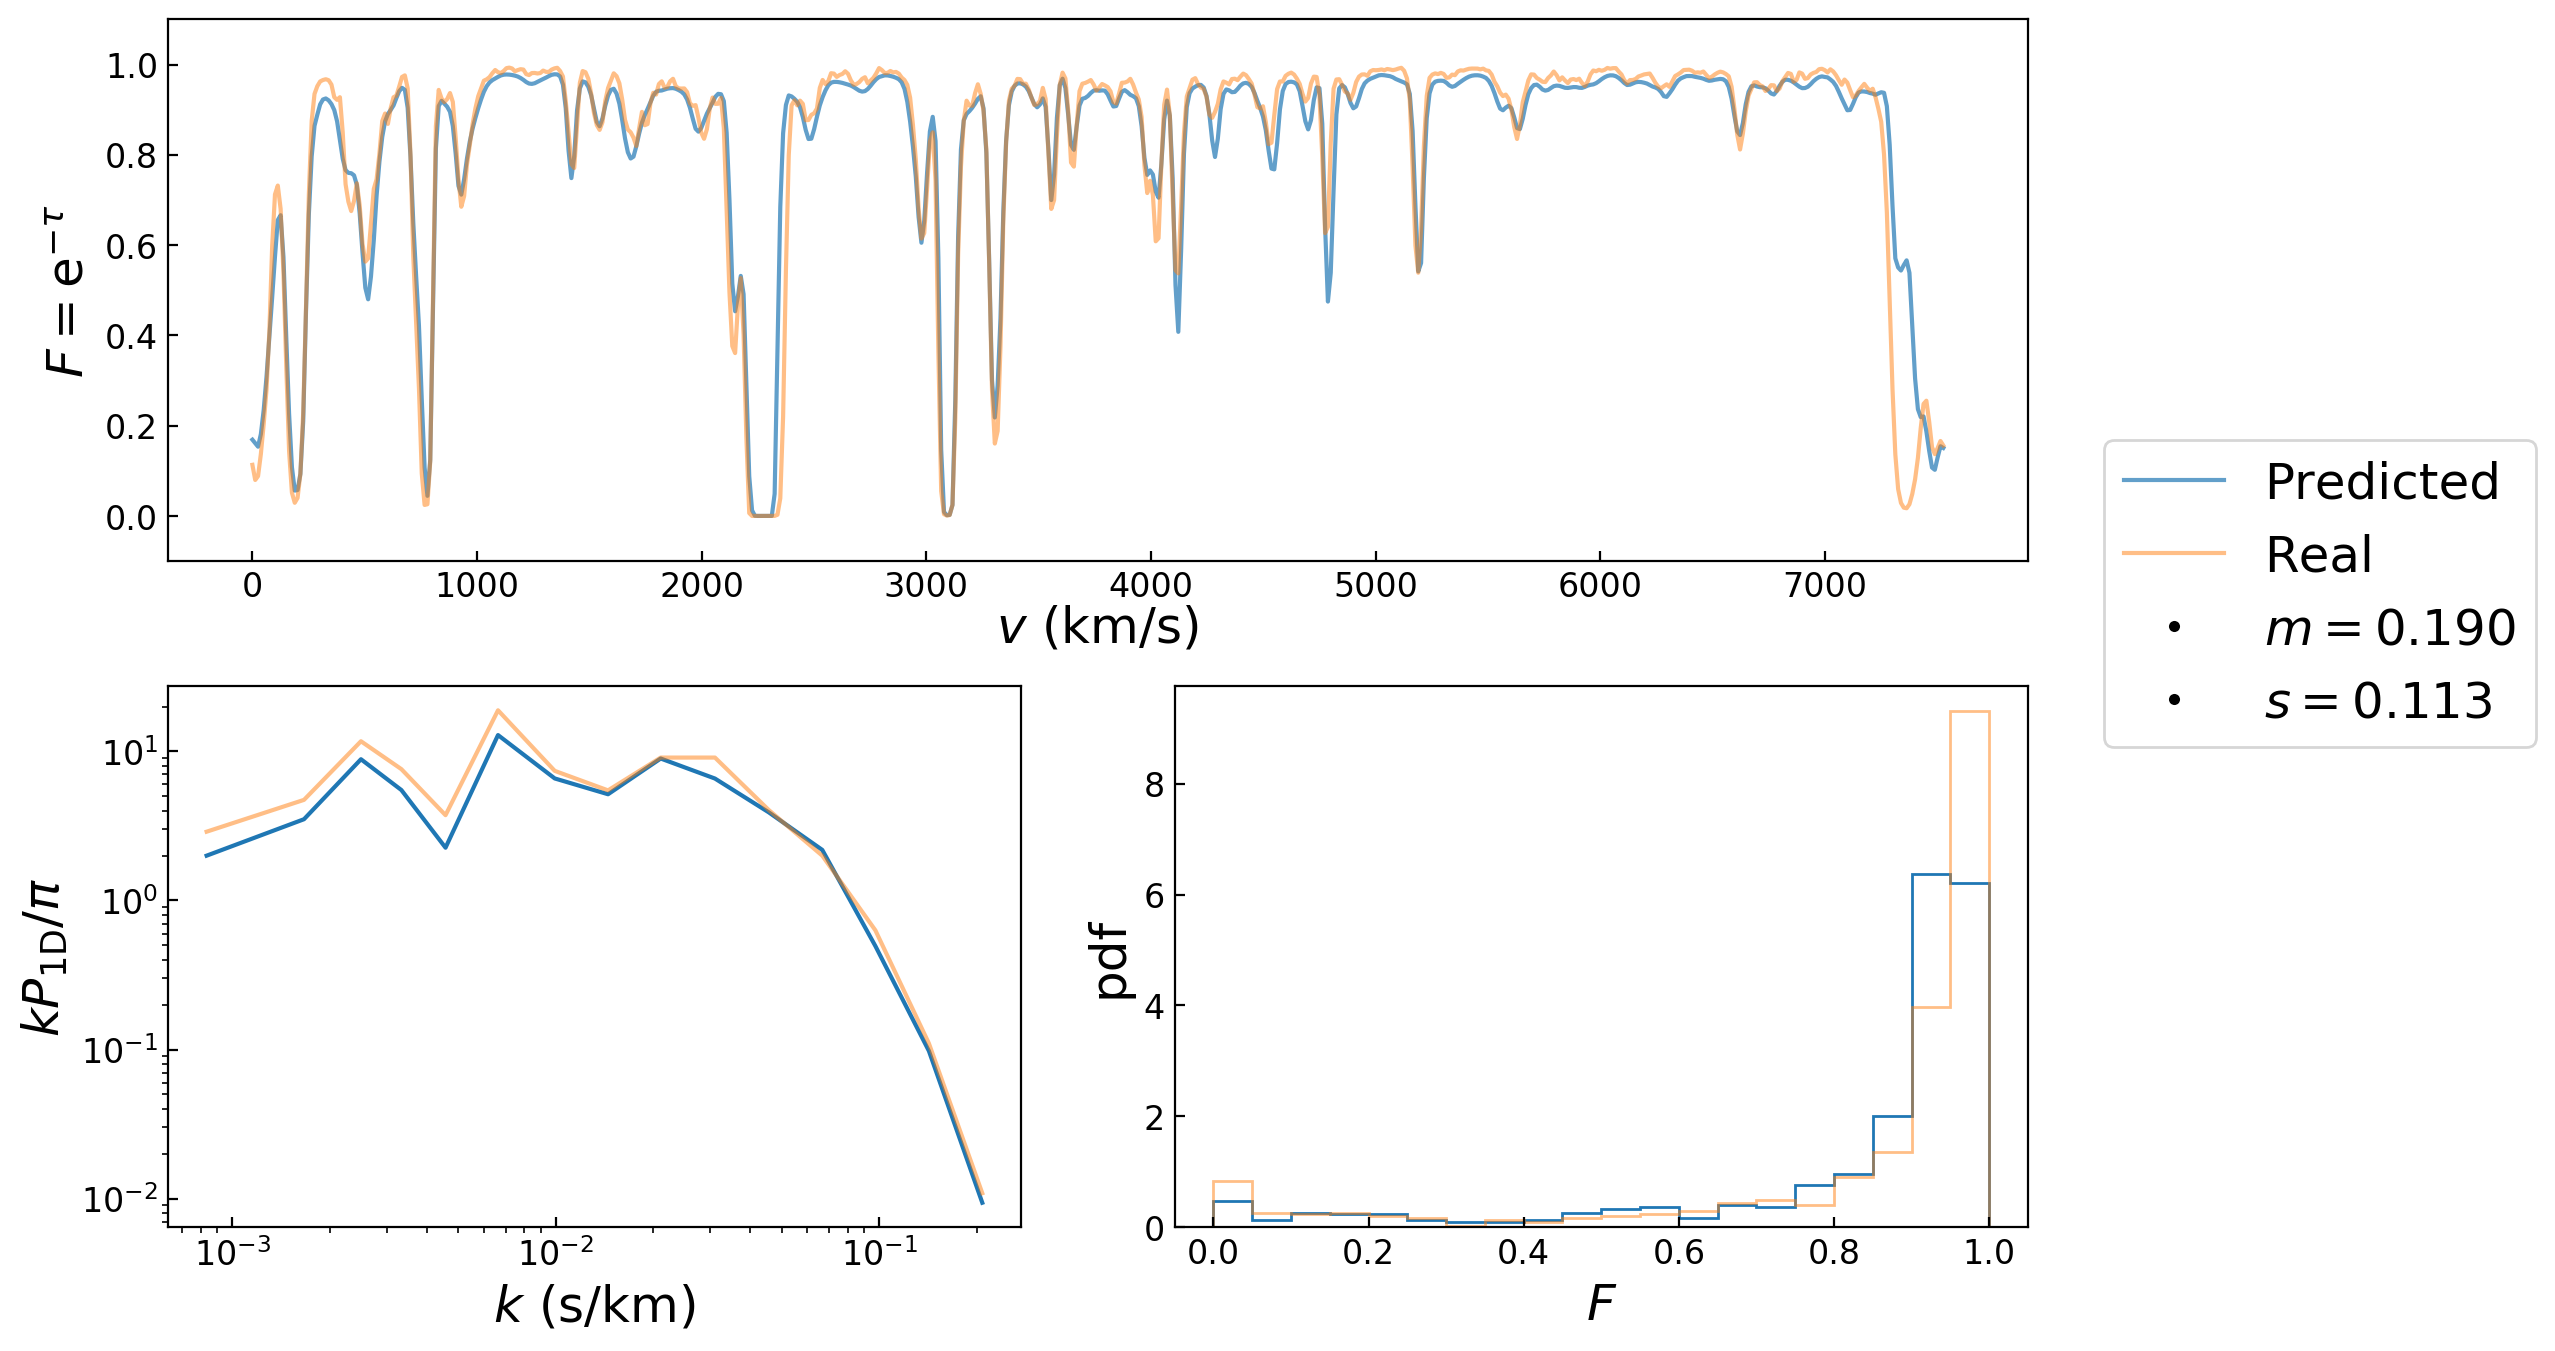 1.0
0.8
0.6
0.4
0.2
0.0
F = e^{−τ}
0 1000 2000 3000 4000 5000 6000 7000
v (km/s)
Predicted
Real
m = 0.190
s = 0.113
10^1
10^0
10^{−1}
10^{−2}
kP_{1D}/π
10^{−3} 10^{−2} 10^{−1}
k (s/km)
8
6
4
2
0
pdf
0.0 0.2 0.4 0.6 0.8 1.0
F